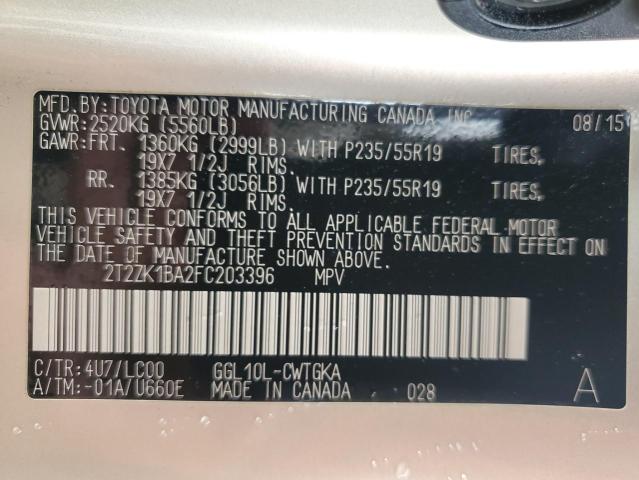 MFD. BY: TOYOTA MOTOR MANUFACTURING CANADA, INC. 08/15
GVWR: 2520KG (5560LB)
GAWR: FRT. 1360KG (2999LB) WITH P235/55R19 TIRES,
19X7 1/2J RIMS.
RR. 1385KG (3056LB) WITH P235/55R19 TIRES,
19X7 1/2J RIMS.
THIS VEHICLE CONFORMS TO ALL APPLICABLE FEDERAL MOTOR
VEHICLE SAFETY AND THEFT PREVENTION STANDARDS IN EFFECT ON
THE DATE OF MANUFACTURE SHOWN ABOVE.
2T2ZK1BA2FC203396 MPV
C/TR: 4U7/LC00 GGL10L-CWTGKA
A/TM: -01A/U660E MADE IN CANADA 028 A